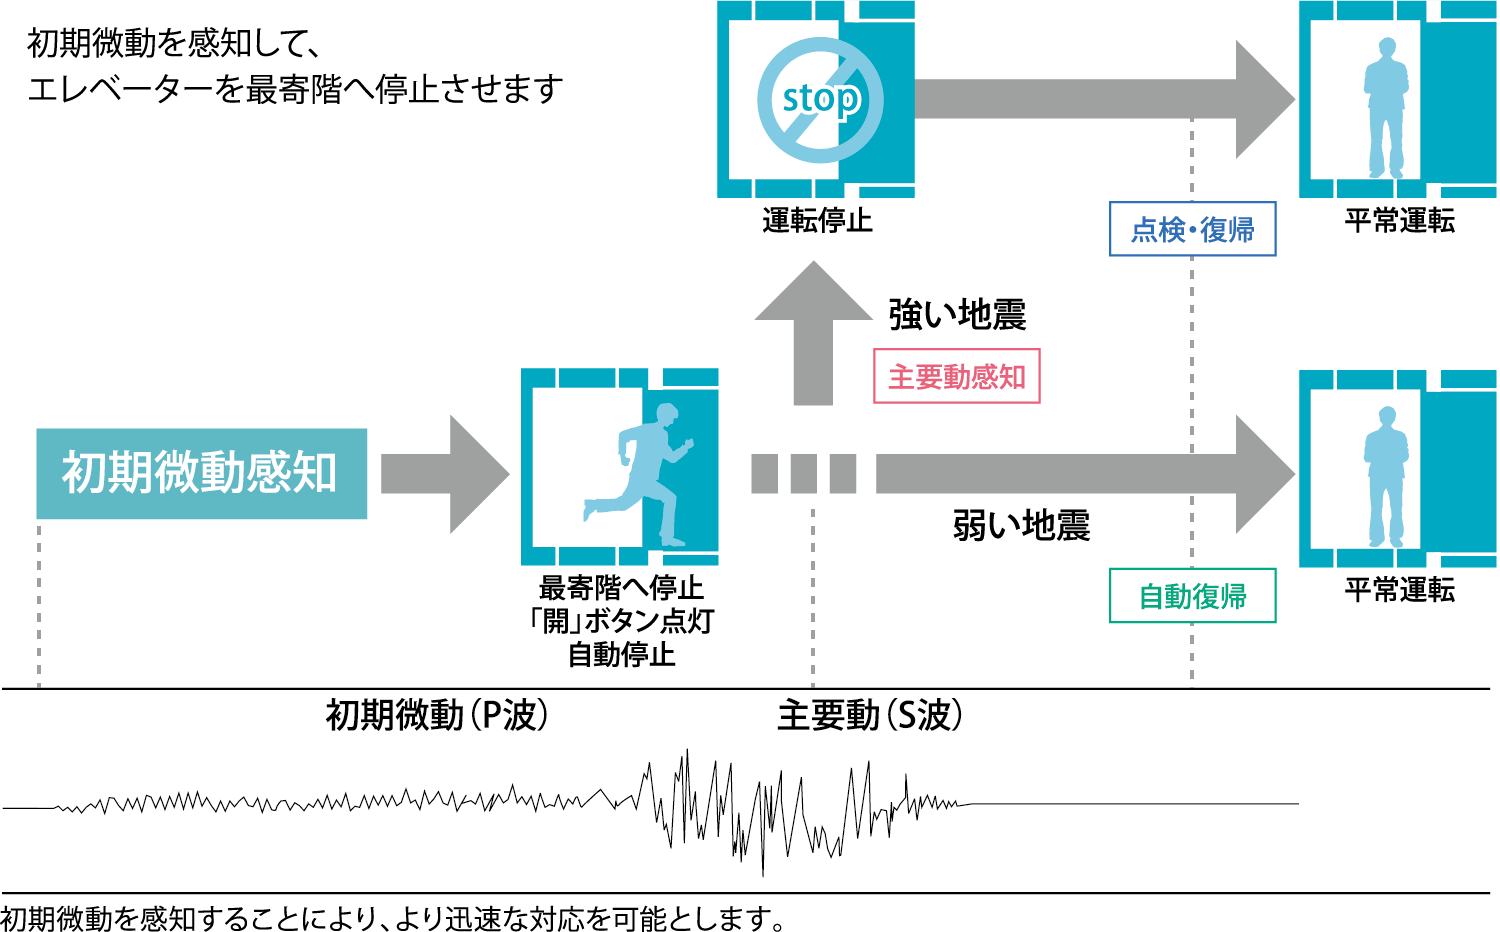 初期微動を感知して、
エレベーターを最寄階へ停止させます
stop
運転停止
点検・復帰
平常運転
強い地震
主要動感知
初期微動感知
弱い地震
最寄階へ停止
「開」ボタン点灯
自動停止
自動復帰
平常運転
初期微動（P波）
主要動（S波）
初期微動を感知することにより、より迅速な対応を可能とします。